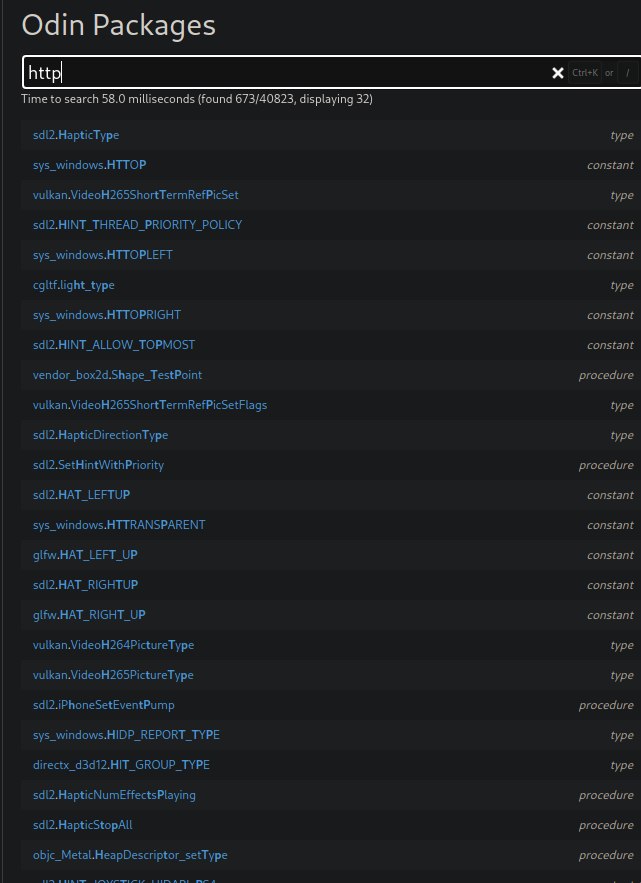 Odin Packages
http Ctrl+K or /
Time to search 58.0 milliseconds (found 673/40823, displaying 32)
sdl2.HapticType type
sys_windows.HTTOP constant
vulkan.VideoH265ShortTermRefPicSet type
sdl2.HINT_THREAD_PRIORITY_POLICY constant
sys_windows.HTTOPLEFT constant
cgltf.light_type type
sys_windows.HTTOPRIGHT constant
sdl2.HINT_ALLOW_TOPMOST constant
vendor_box2d.Shape_TestPoint procedure
vulkan.VideoH265ShortTermRefPicSetFlags type
sdl2.HapticDirectionType type
sdl2.SetHintWithPriority procedure
sdl2.HAT_LEFTUP constant
sys_windows.HTTRANSPARENT constant
glfw.HAT_LEFT_UP constant
sdl2.HAT_RIGHTUP constant
glfw.HAT_RIGHT_UP constant
vulkan.VideoH264PictureType type
vulkan.VideoH265PictureType type
sdl2.iPhoneSetEventPump procedure
sys_windows.HIDP_REPORT_TYPE type
directx_d3d12.HIT_GROUP_TYPE type
sdl2.HapticNumEffectsPlaying procedure
sdl2.HapticStopAll procedure
objc_Metal.HeapDescriptor_setType procedure